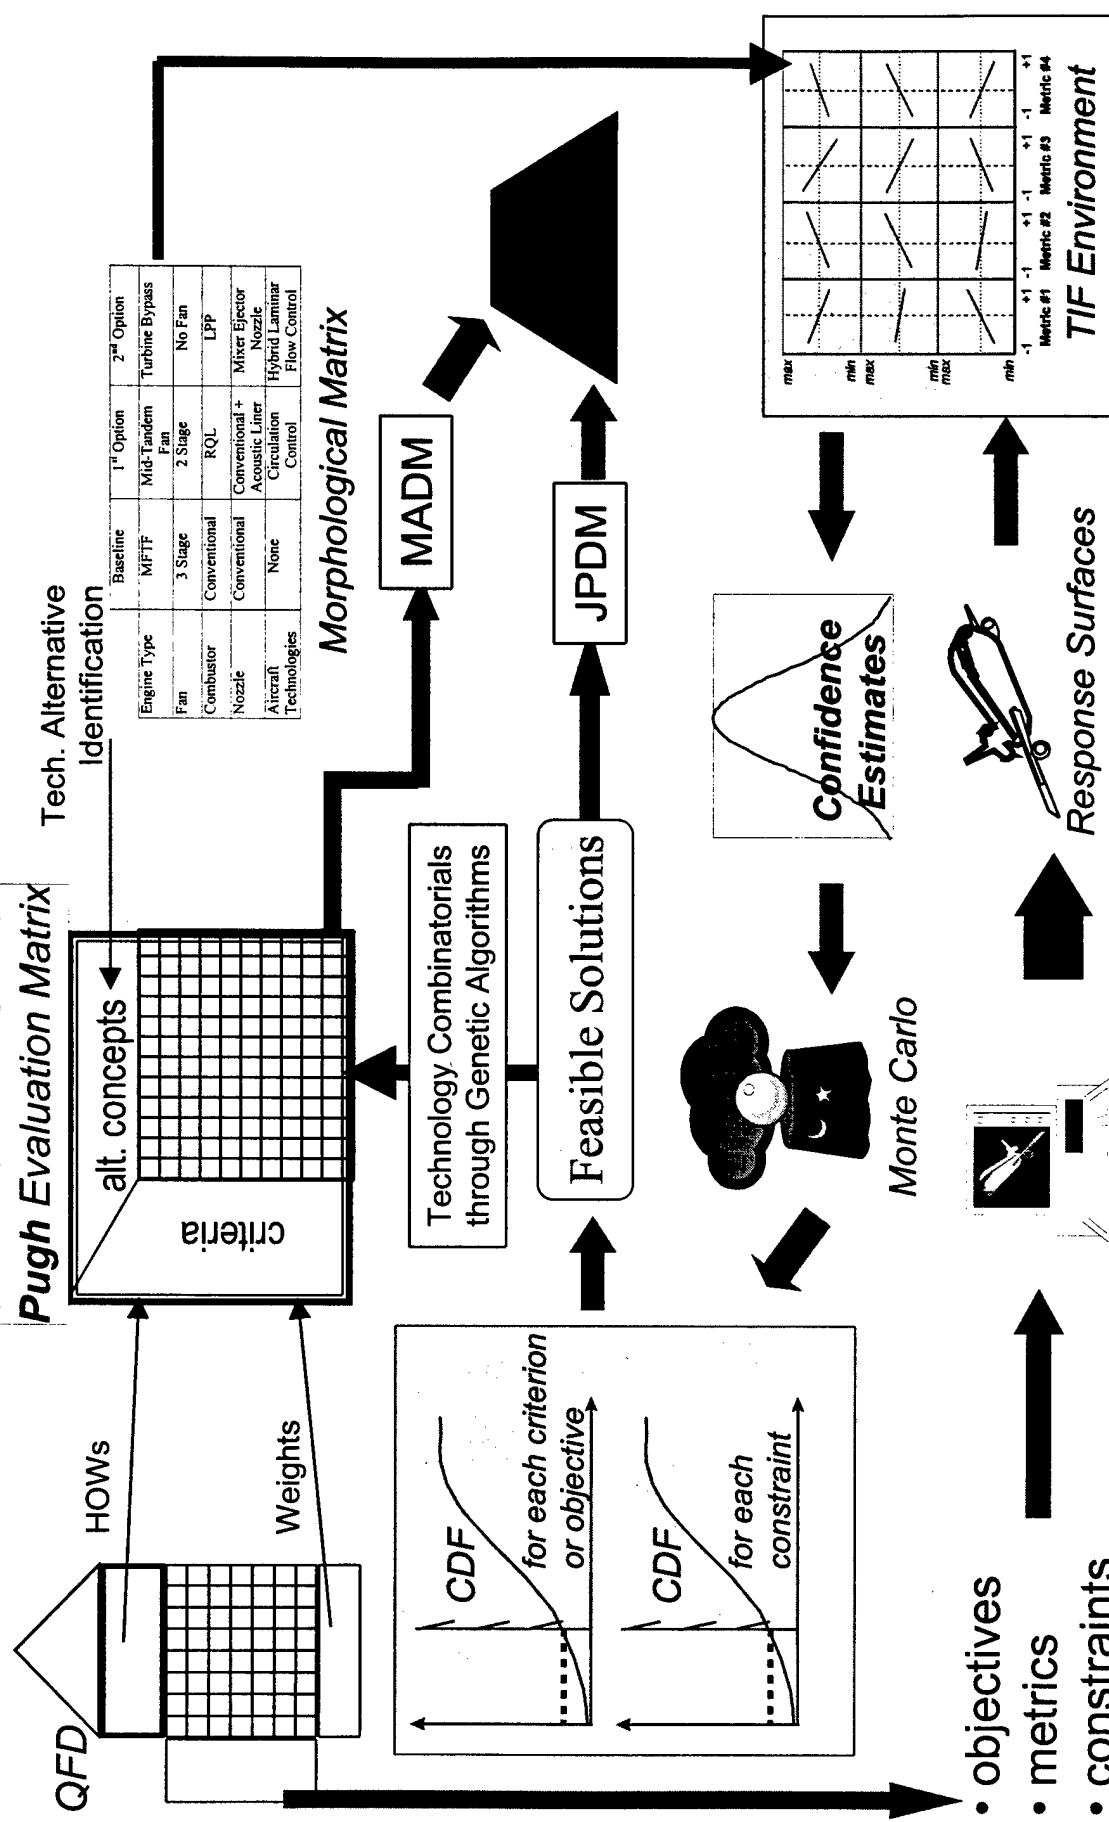 QFD
HOWs
Weights
Pugh Evaluation Matrix
alt. concepts
criteria
Tech. Alternative
Identification
Baseline
1st Option
2nd Option
Engine Type
MFTF
Mid-Tandem
Fan
Turbine Bypass
Fan
3 Stage
2 Stage
No Fan
Combustor
Conventional
RQL
LPP
Nozzle
Conventional
Conventional +
Acoustic Liner
Mixer Ejector
Nozzle
Aircraft
Technologies
None
Circulation
Control
Hybrid Laminar
Flow Control
Morphological Matrix
MADM
Technology Combinatorials
through Genetic Algorithms
CDF
for each criterion
or objective
CDF
for each
constraint
Feasible Solutions
JPDM
Monte Carlo
Confidence
Estimates
max
min
max
min
max
min
-1 +1 -1 +1 -1 +1 -1 +1
Metric #1 Metric #2 Metric #3 Metric #4
TIF Environment
• objectives
• metrics
• constraints
Response Surfaces